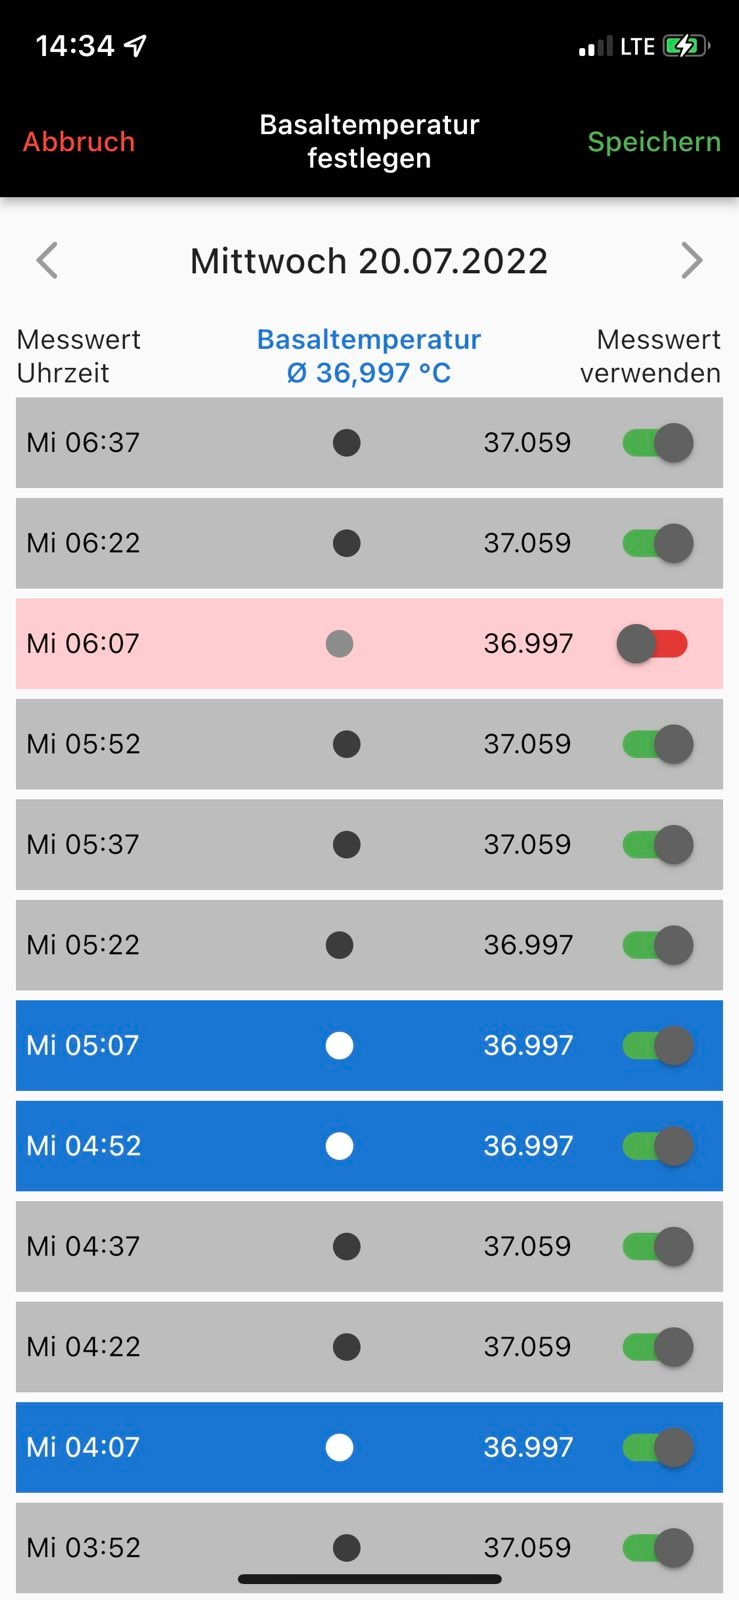 14:34
LTE
Abbruch
Basaltemperatur
festlegen
Speichern
Mittwoch 20.07.2022
Messwert
Uhrzeit
Basaltemperatur
Ø 36,997 °C
Messwert
verwenden
Mi 06:37 37.059
Mi 06:22 37.059
Mi 06:07 36.997
Mi 05:52 37.059
Mi 05:37 37.059
Mi 05:22 36.997
Mi 05:07 36.997
Mi 04:52 36.997
Mi 04:37 37.059
Mi 04:22 37.059
Mi 04:07 36.997
Mi 03:52 37.059